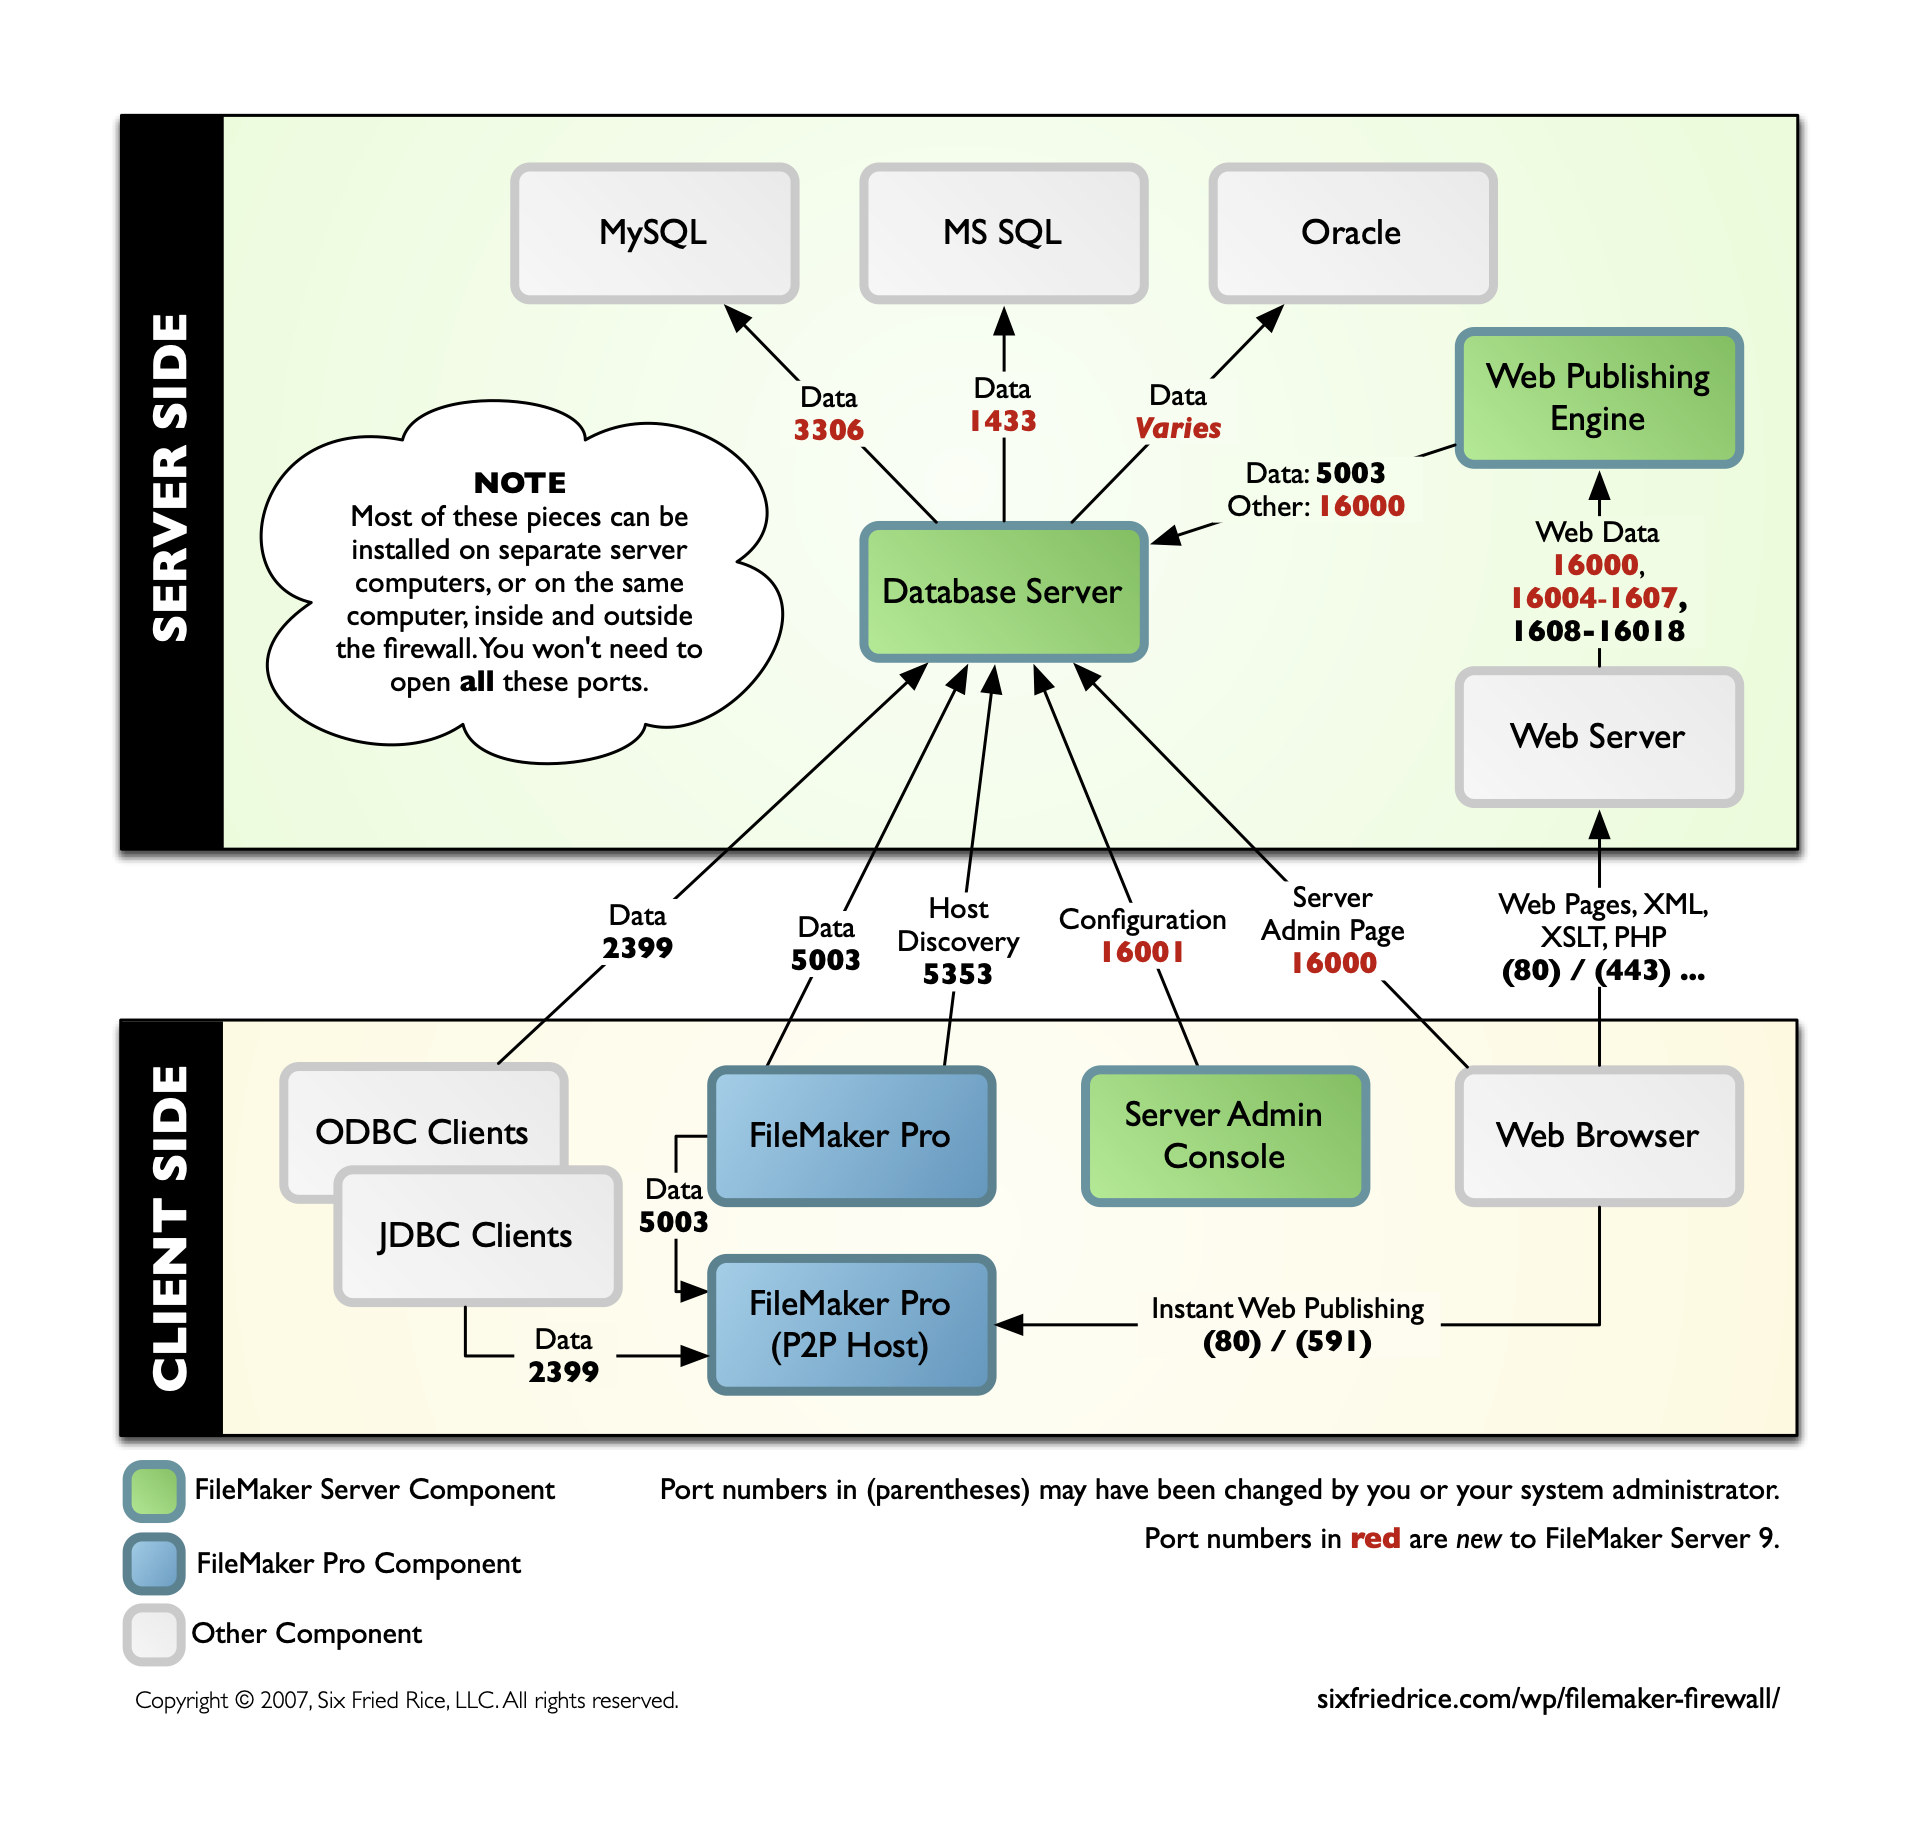 SERVER SIDE
MySQL
MS SQL
Oracle
Web Publishing
Engine
Data
3306
Data
1433
Data
Varies
Data: 5003
Other: 16000
NOTE
Most of these pieces can be
installed on separate server
computers, or on the same
computer, inside and outside
the firewall. You won't need to
open all these ports.
Database Server
Web Data
16000,
16004-1607,
1608-16018
Web Server
Data
2399
Data
5003
Host
Discovery
5353
Configuration
16001
Server
Admin Page
16000
Web Pages, XML,
XSLT, PHP
(80) / (443) ...
CLIENT SIDE
ODBC Clients
JDBC Clients
FileMaker Pro
Server Admin
Console
Web Browser
Data
5003
FileMaker Pro
(P2P Host)
Data
2399
Instant Web Publishing
(80) / (591)
FileMaker Server Component
FileMaker Pro Component
Other Component
Port numbers in (parentheses) may have been changed by you or your system administrator.
Port numbers in red are new to FileMaker Server 9.
Copyright © 2007, Six Fried Rice, LLC. All rights reserved.
sixfriedrice.com/wp/filemaker-firewall/